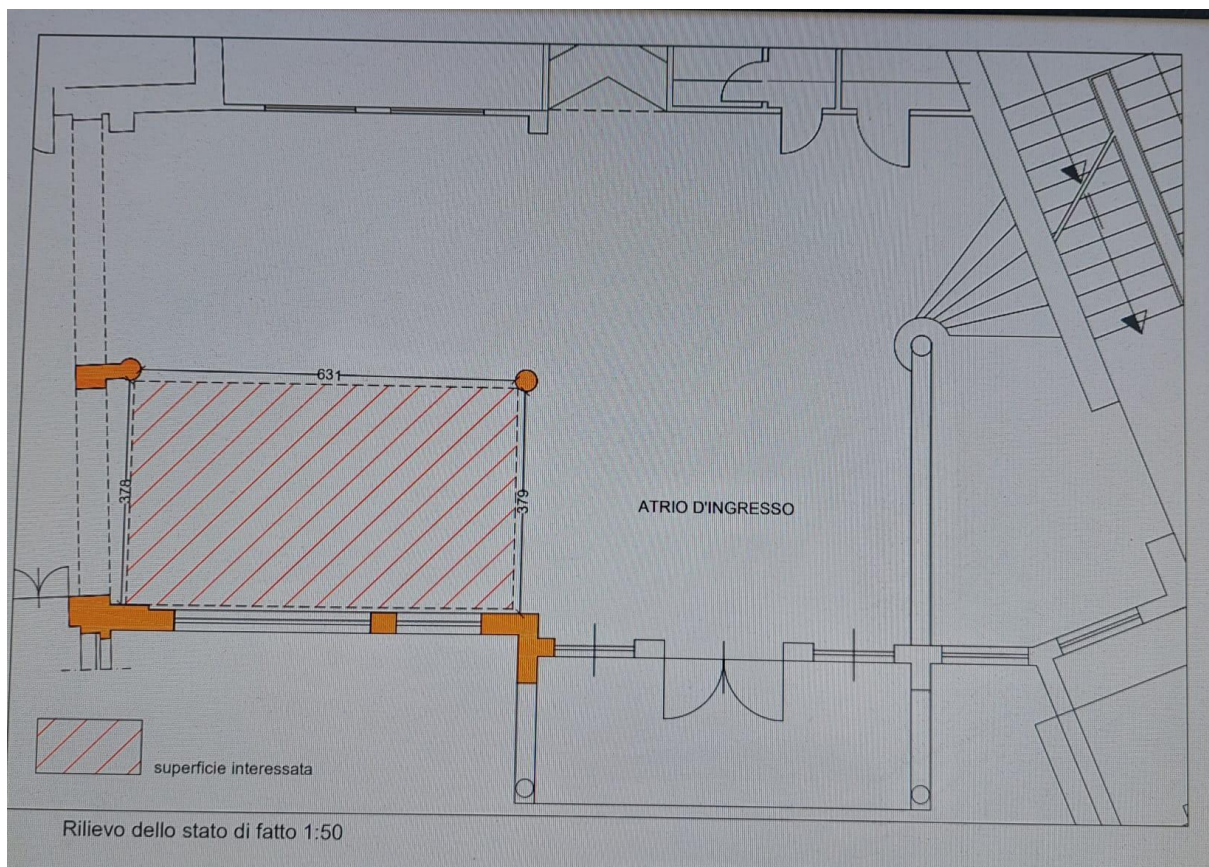 631
378
379
ATRIO D'INGRESSO
superficie interessata
Rilievo dello stato di fatto 1:50